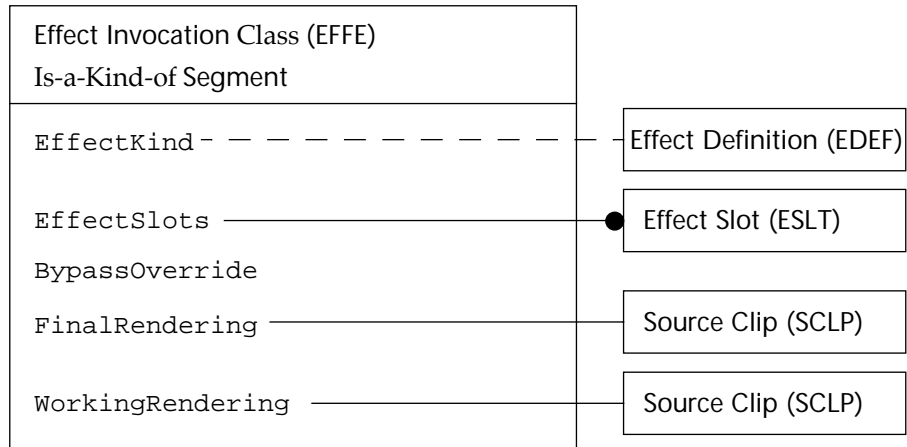 Effect Invocation Class (EFFE)
Is-a-Kind-of Segment
EffectKind
Effect Definition (EDEF)
EffectSlots
Effect Slot (ESLT)
BypassOverride
FinalRendering
Source Clip (SCLP)
WorkingRendering
Source Clip (SCLP)